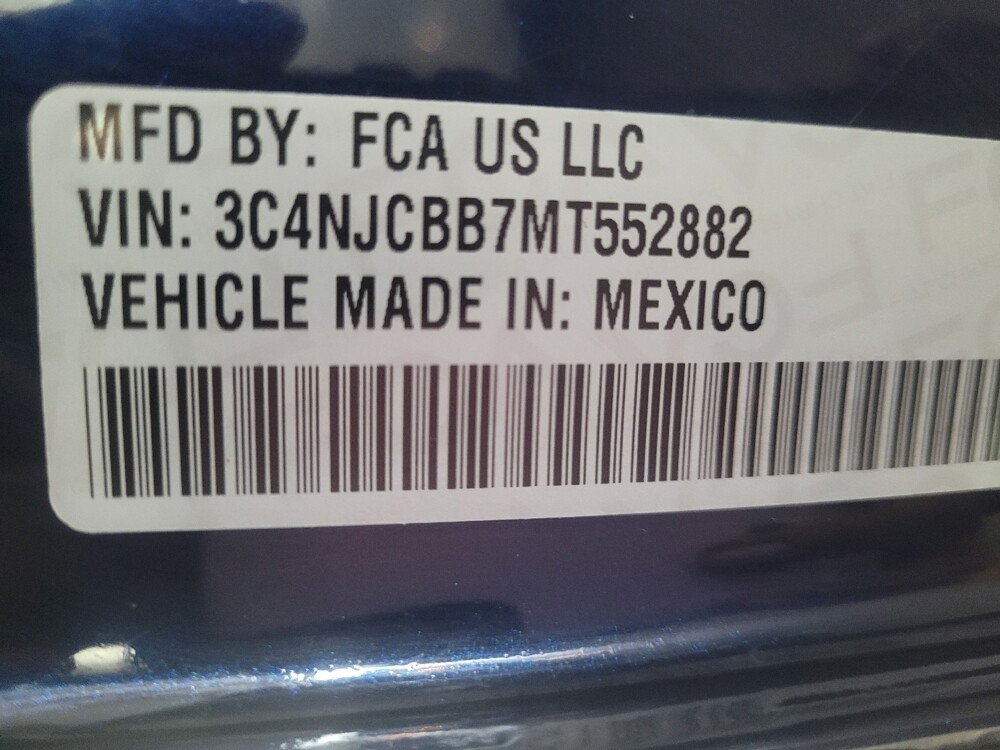 MFD BY: FCA US LLC
VIN: 3C4NJCBB7MT552882
VEHICLE MADE IN: MEXICO